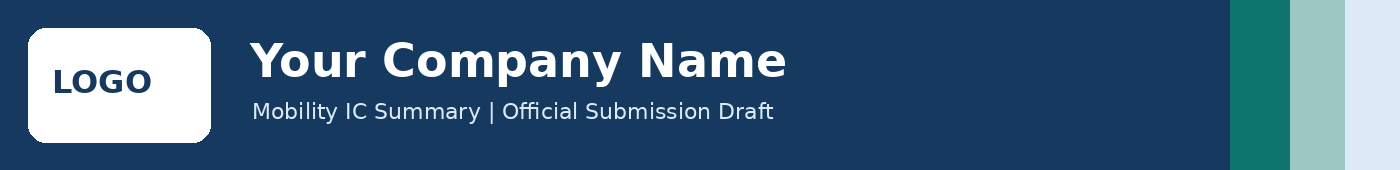 LOGO
Your Company Name
Mobility IC Summary | Official Submission Draft